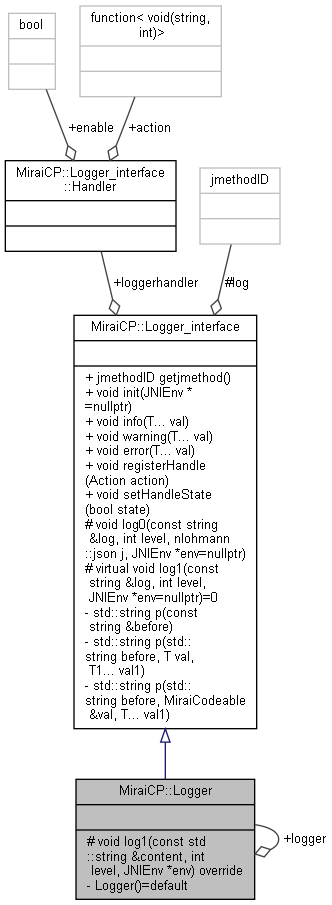 bool
function< void(string,
int)>
+enable
+action
MiraiCP::Logger_interface
::Handler
jmethodID
+loggerhandler
#log
MiraiCP::Logger_interface
+ jmethodID getjmethod()
+ void init(JNIEnv *
=nullptr)
+ void info(T... val)
+ void warning(T... val)
+ void error(T... val)
+ void registerHandle
(Action action)
+ void setHandleState
(bool state)
# void log0(const string
&log, int level, nlohmann
::json j, JNIEnv *env=nullptr)
# virtual void log1(const
string &log, int level,
JNIEnv *env=nullptr)=0
- std::string p(const
string &before)
- std::string p(std::
string before, T val,
T1... val1)
- std::string p(std::
string before, MiraiCodeable
&val, T... val1)
MiraiCP::Logger
# void log1(const std
::string &content, int
level, JNIEnv *env) override
- Logger()=default
+logger